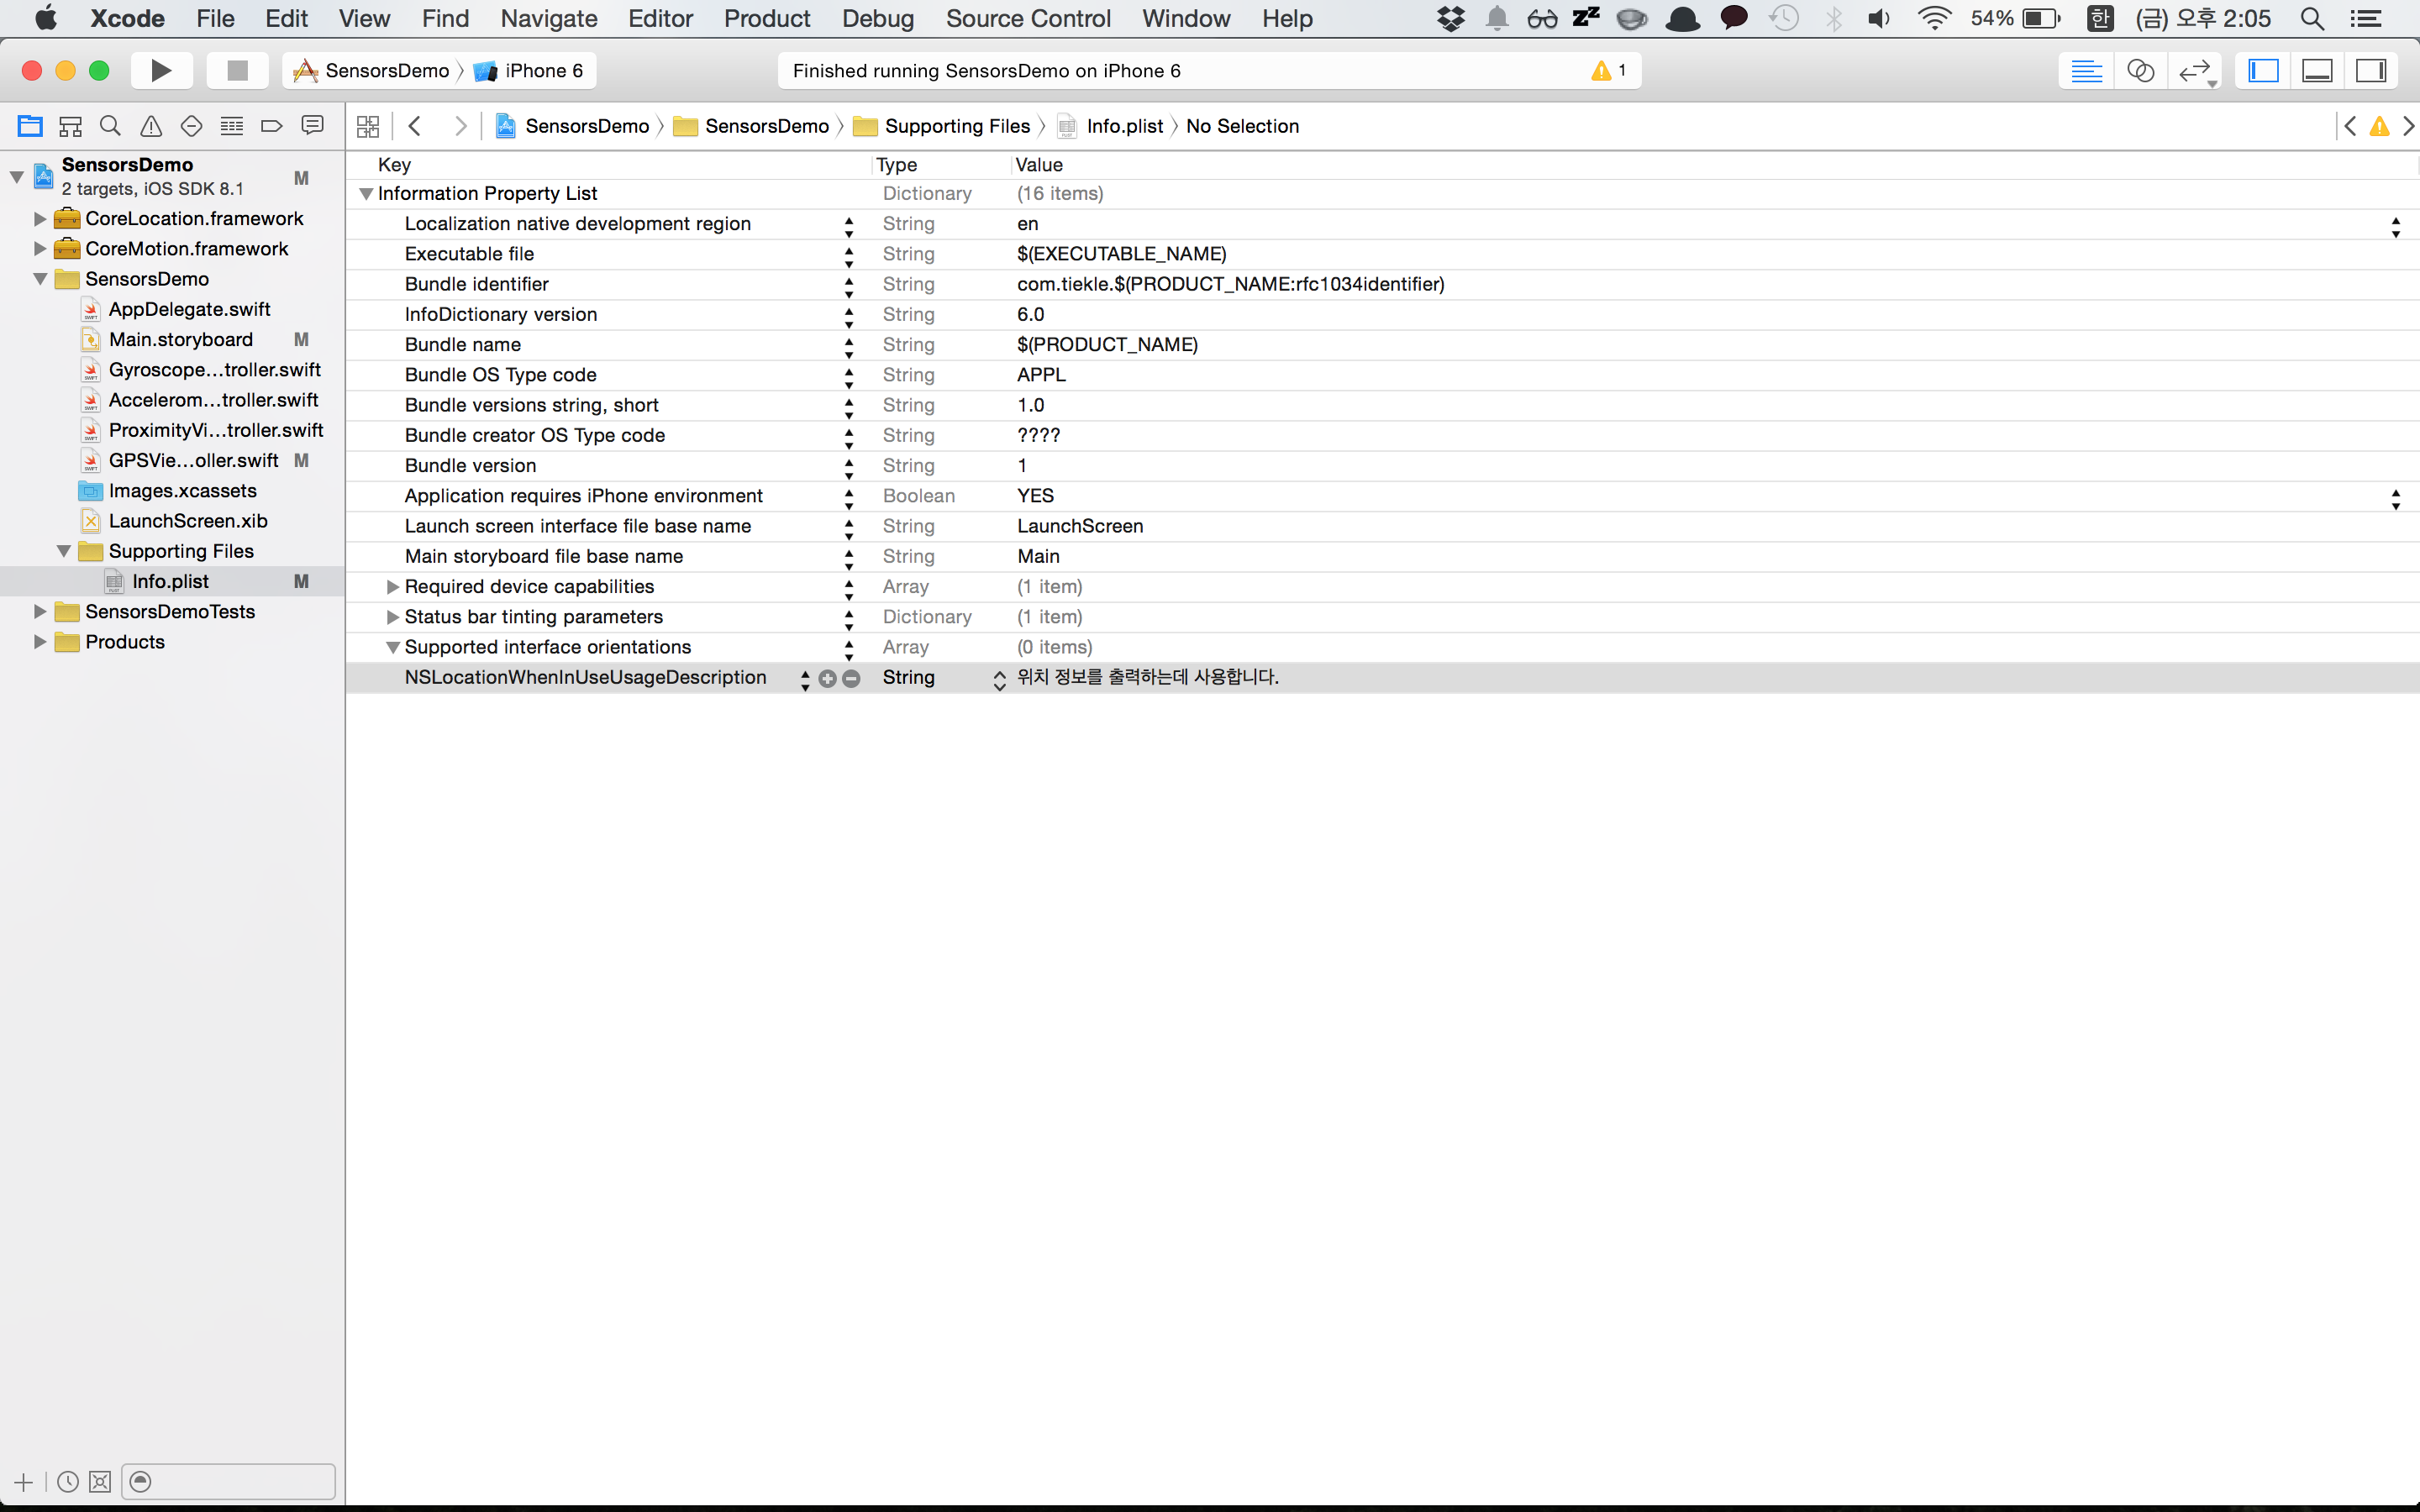 Xcode File Edit View Find Navigate Editor Product Debug Source Control Window Help zZ 54% 한 (금) 오후 2:05
SensorsDemo iPhone 6 Finished running SensorsDemo on iPhone 6 1
SensorsDemo SensorsDemo Supporting Files Info.plist No Selection
SensorsDemo M
2 targets, iOS SDK 8.1
CoreLocation.framework
CoreMotion.framework
SensorsDemo
AppDelegate.swift
Main.storyboard M
Gyroscope...troller.swift
Accelerom...troller.swift
ProximityVi...troller.swift
GPSVie...oller.swift M
Images.xcassets
LaunchScreen.xib
Supporting Files
Info.plist M
SensorsDemoTests
Products
Key Type Value
Information Property List Dictionary (16 items)
Localization native development region String en
Executable file String $(EXECUTABLE_NAME)
Bundle identifier String com.tiekle.$(PRODUCT_NAME:rfc1034identifier)
InfoDictionary version String 6.0
Bundle name String $(PRODUCT_NAME)
Bundle OS Type code String APPL
Bundle versions string, short String 1.0
Bundle creator OS Type code String ????
Bundle version String 1
Application requires iPhone environment Boolean YES
Launch screen interface file base name String LaunchScreen
Main storyboard file base name String Main
Required device capabilities Array (1 item)
Status bar tinting parameters Dictionary (1 item)
Supported interface orientations Array (0 items)
NSLocationWhenInUseUsageDescription String 위치 정보를 출력하는데 사용합니다.